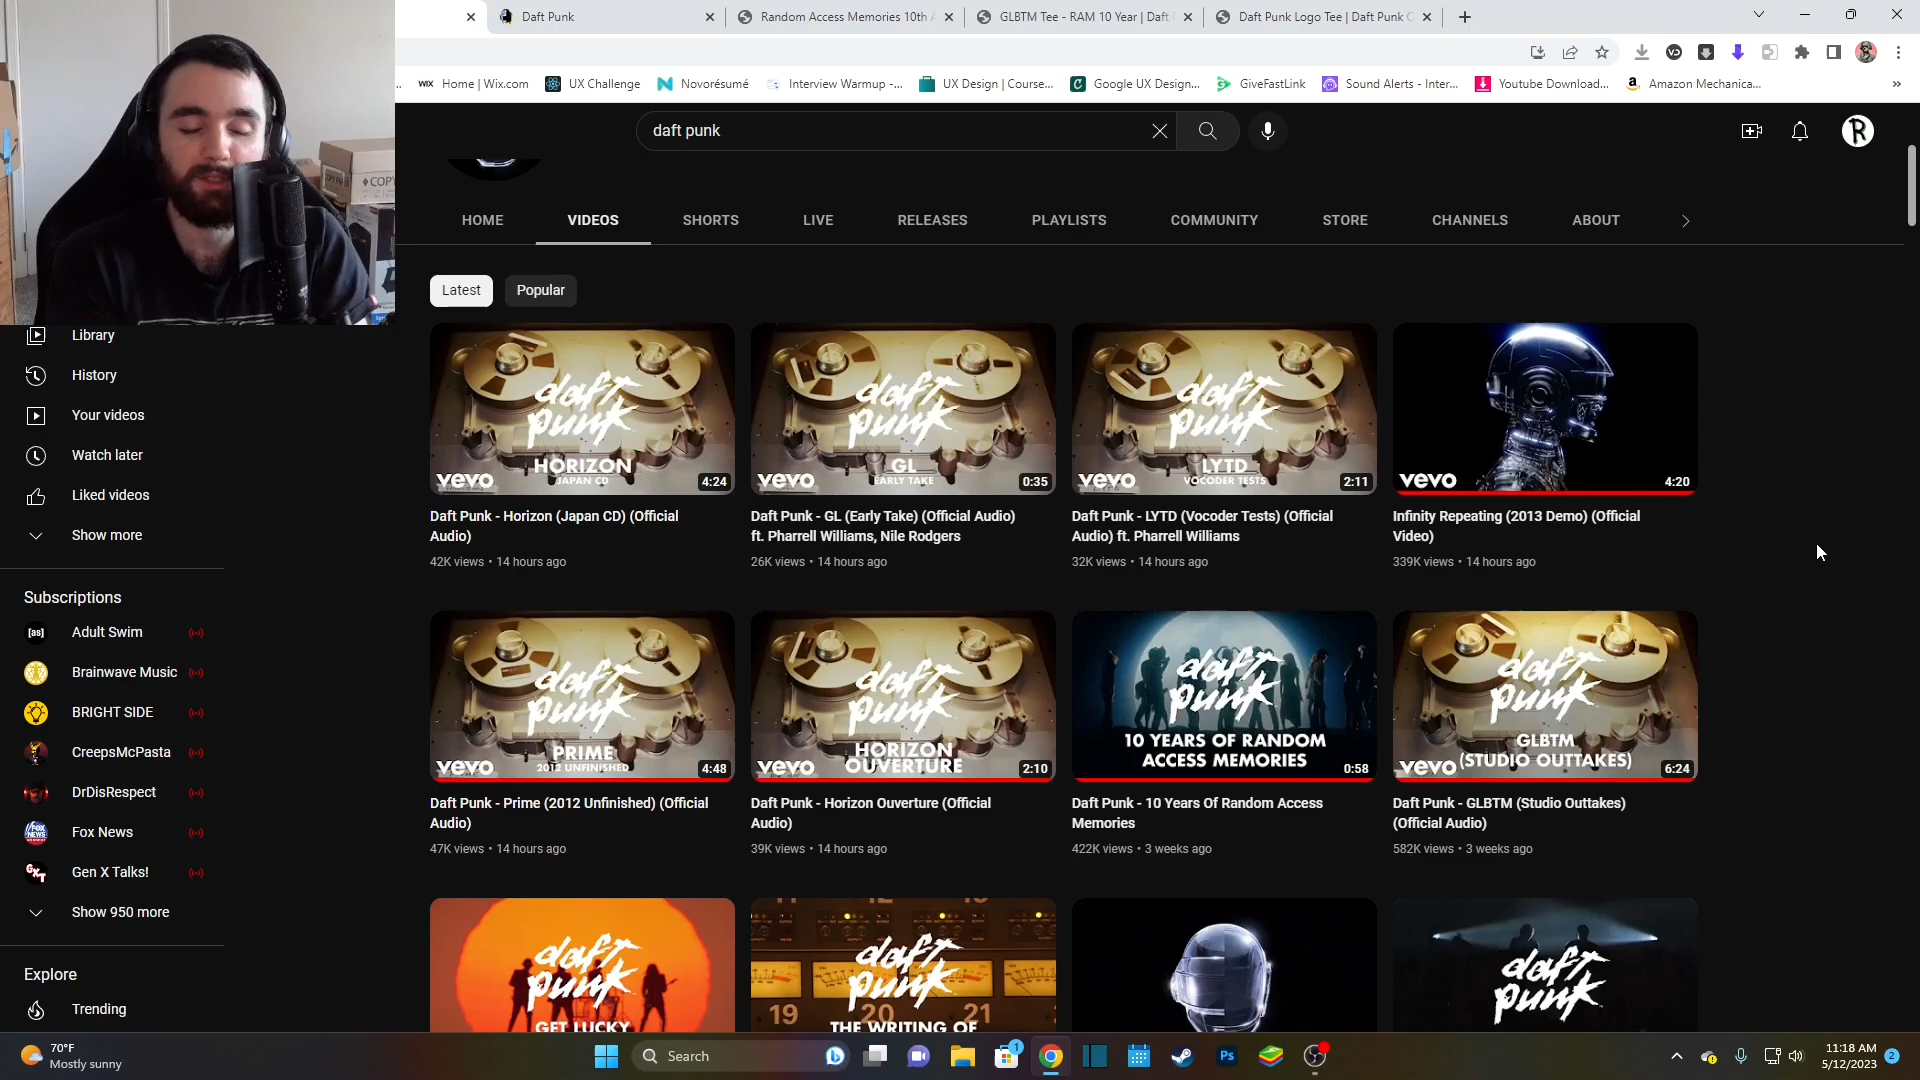 Daft Punk
Random Access Memories 10th A
GLBTM Tee - RAM 10 Year | Daft
Daft Punk Logo Tee | Daft Punk C
WIX Home | Wix.com
UX Challenge
Novorésumé
Interview Warmup -...
UX Design | Course...
Google UX Design...
GiveFastLink
Sound Alerts - Inter...
Youtube Download...
Amazon Mechanica...
daft punk
HOME
VIDEOS
SHORTS
LIVE
RELEASES
PLAYLISTS
COMMUNITY
STORE
CHANNELS
ABOUT
Latest
Popular
Library
History
Your videos
Watch later
Liked videos
Show more
Subscriptions
[as] Adult Swim
Brainwave Music
BRIGHT SIDE
CreepsMcPasta
DrDisRespect
Fox News
Gen X Talks!
Show 950 more
Explore
Trending
daft
punk
HORIZON
JAPAN CD
vevo
4:24
Daft Punk - Horizon (Japan CD) (Official
Audio)
42K views • 14 hours ago
daft
punk
GL
EARLY TAKE
vevo
0:35
Daft Punk - GL (Early Take) (Official Audio)
ft. Pharrell Williams, Nile Rodgers
26K views • 14 hours ago
daft
punk
LYTD
VOCODER TESTS
vevo
2:11
Daft Punk - LYTD (Vocoder Tests) (Official
Audio) ft. Pharrell Williams
32K views • 14 hours ago
vevo
4:20
Infinity Repeating (2013 Demo) (Official
Video)
339K views • 14 hours ago
daft
punk
PRIME
2012 UNFINISHED
vevo
4:48
Daft Punk - Prime (2012 Unfinished) (Official
Audio)
47K views • 14 hours ago
daft
punk
HORIZON
OUVERTURE
vevo
2:10
Daft Punk - Horizon Ouverture (Official
Audio)
39K views • 14 hours ago
daft
punk
10 YEARS OF RANDOM
ACCESS MEMORIES
0:58
Daft Punk - 10 Years Of Random Access
Memories
422K views • 3 weeks ago
daft
punk
GLBTM
(STUDIO OUTTAKES)
vevo
6:24
Daft Punk - GLBTM (Studio Outtakes)
(Official Audio)
582K views • 3 weeks ago
daft
punk
GET LUCKY
daft
punk
19 20 21
THE WRITING OF
daft
punk
70°F
Mostly sunny
Search
1
Ps
11:18 AM
5/12/2023
2